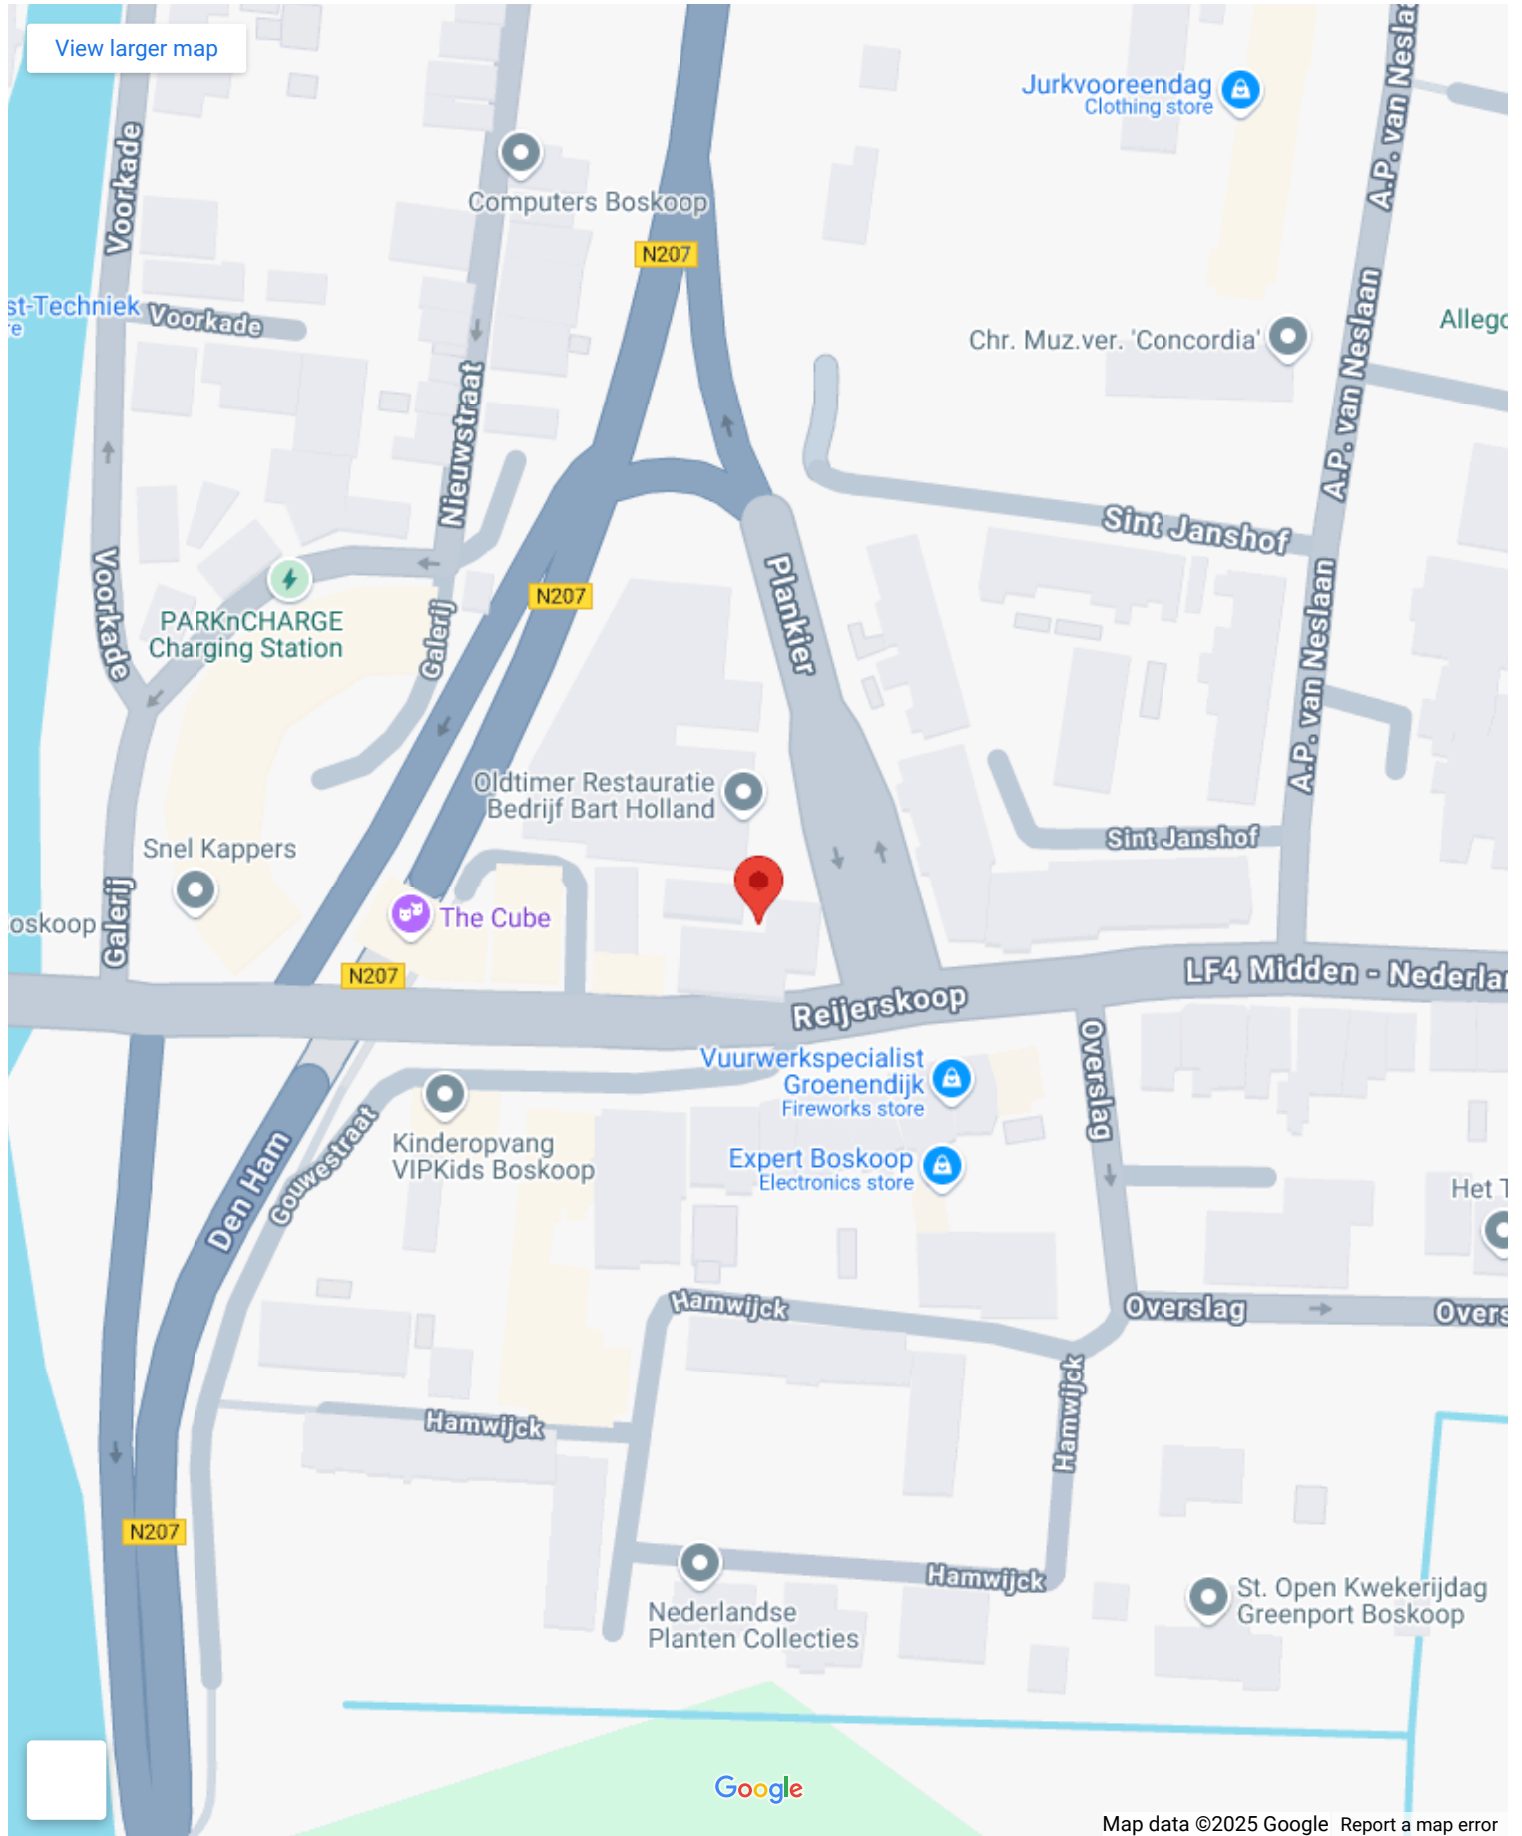 View larger map
Jurkvooreendag
Clothing store
A.P. van Nesla
A.P. van Neslaan
Voorkade
Computers Boskoop
N207
st-Techniek
re
Voorkade
Chr. Muz.ver. 'Concordia'
Allego
Nieuwstraat
Sint Janshof
Voorkade
N207
Plankier
PARKnCHARGE
Charging Station
Galerij
A.P. van Neslaan
Oldtimer Restauratie
Bedrijf Bart Holland
Sint Janshof
Snel Kappers
Galerij
oskoop
The Cube
N207
LF4 Midden - Nederlar
Reijerskoop
Vuurwerkspecialist
Groenendijk
Fireworks store
Overslag
Den Ham
Gouwestraat
Kinderopvang
VIPKids Boskoop
Expert Boskoop
Electronics store
Het T
Hamwijck
Overslag
Overs
Hamwijck
Hamwijck
N207
Hamwijck
Nederlandse
Planten Collecties
St. Open Kwekerijdag
Greenport Boskoop
Google
Map data ©2025 Google
Report a map error